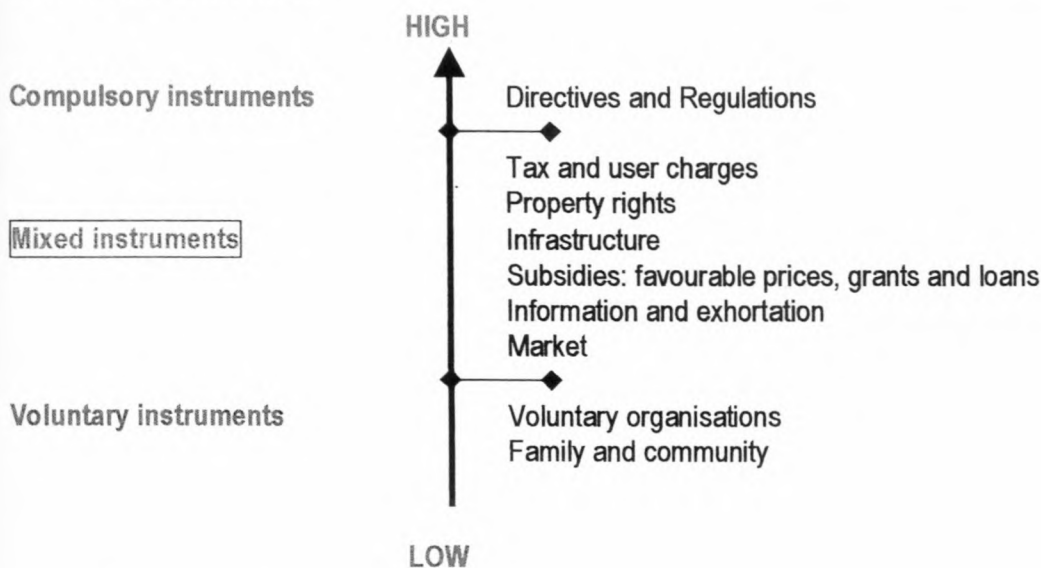 HIGH
Compulsory instruments
Directives and Regulations
Tax and user charges
Property rights
Mixed instruments
Infrastructure
Subsidies: favourable prices, grants and loans
Information and exhortation
Market
Voluntary instruments
Voluntary organisations
Family and community
LOW